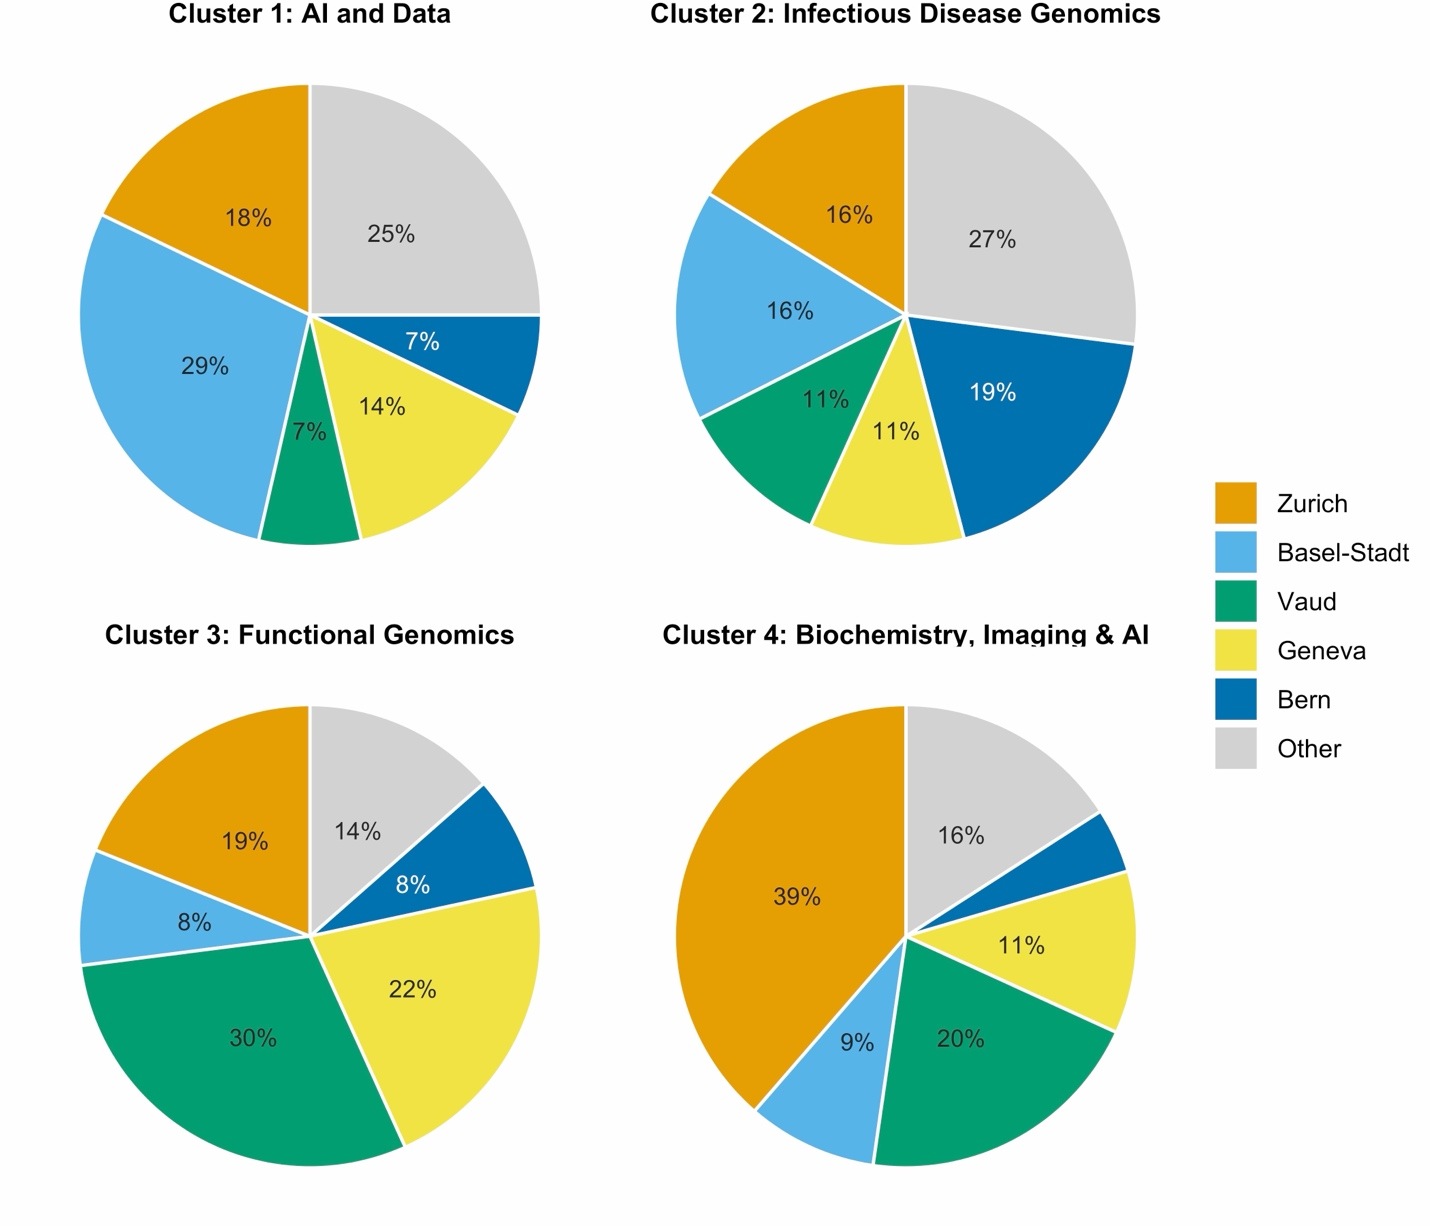 Cluster 1: AI and Data
18%
25%
29%
7%
14%
7%
Cluster 2: Infectious Disease Genomics
16%
27%
16%
19%
11%
11%
Cluster 3: Functional Genomics
19%
14%
8%
8%
22%
30%
Cluster 4: Biochemistry, Imaging & AI
16%
39%
11%
9%
20%
Zurich
Basel-Stadt
Vaud
Geneva
Bern
Other